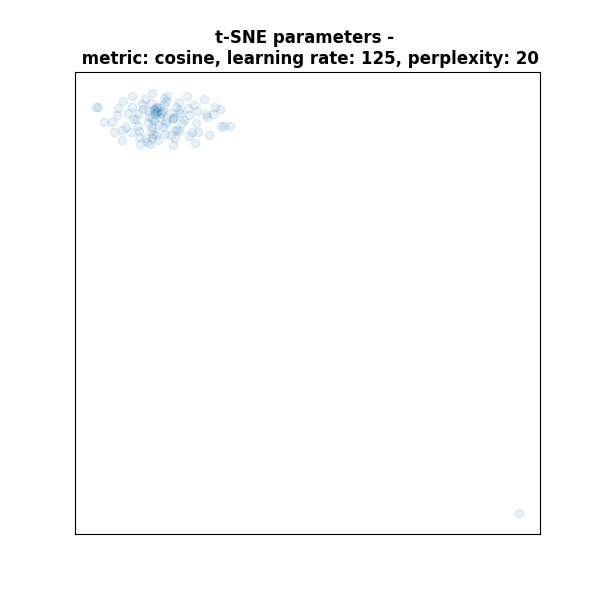 t-SNE parameters -
metric: cosine, learning rate: 125, perplexity: 20